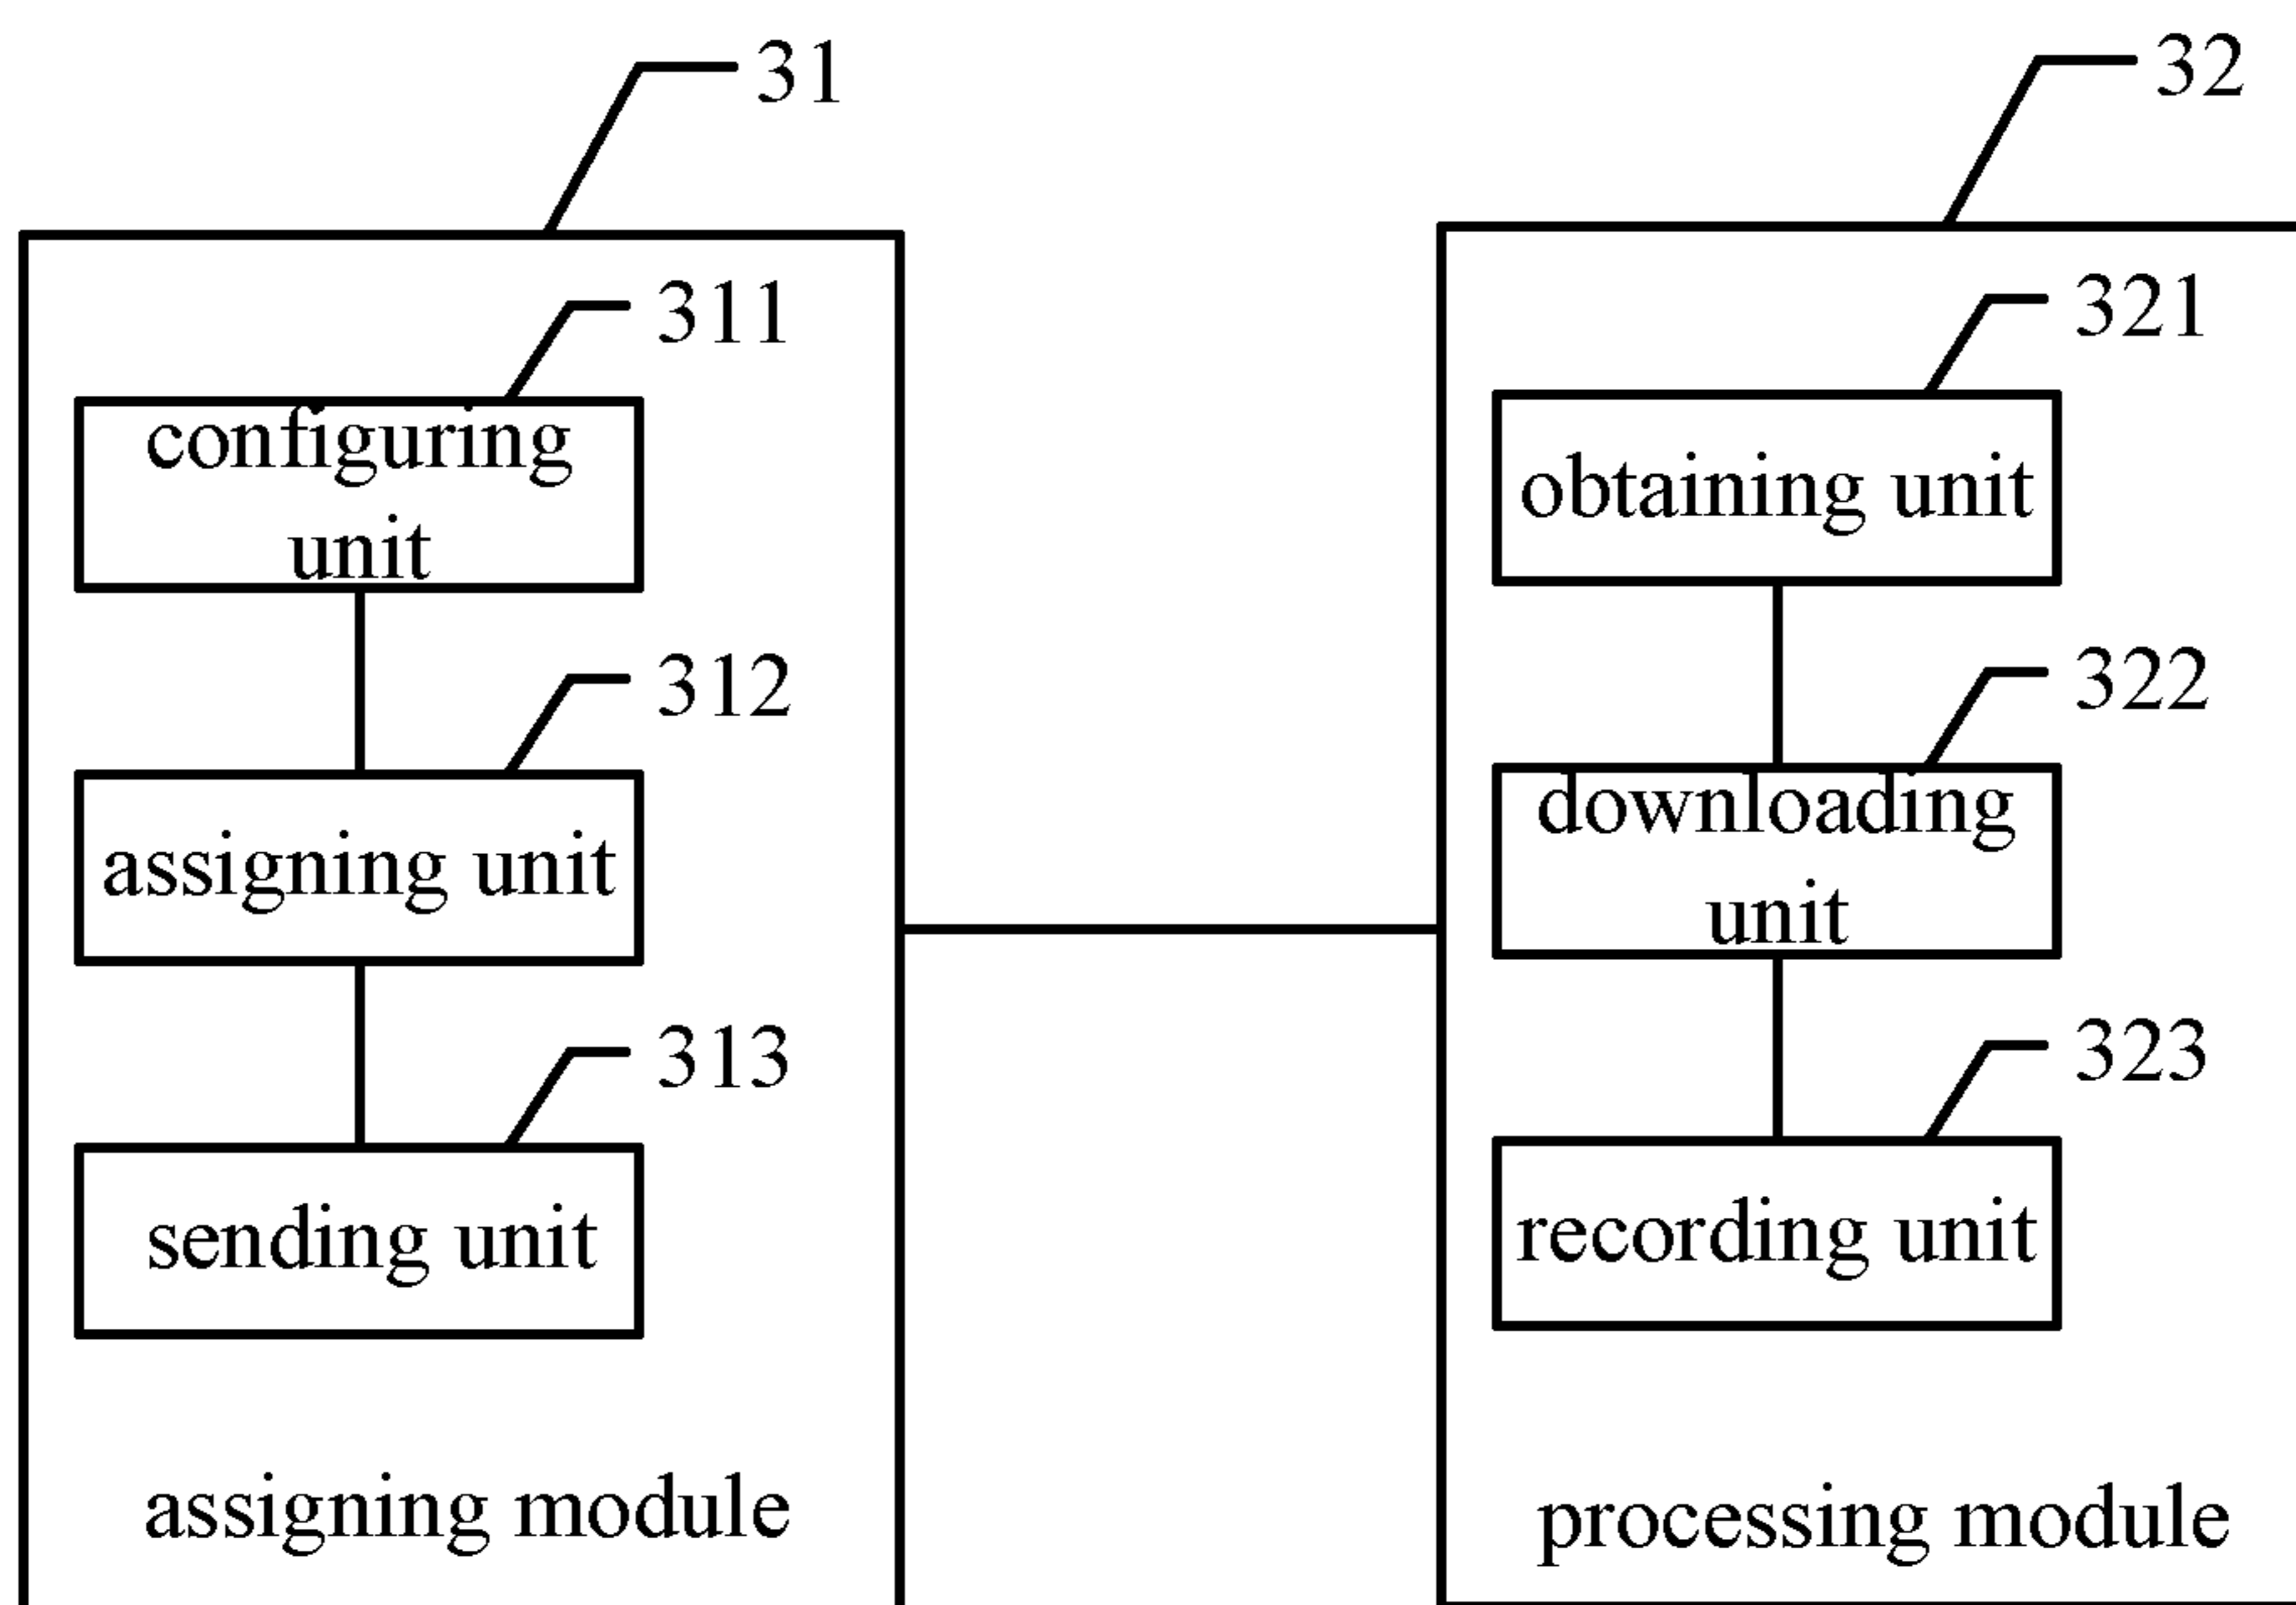 31
311
configuring
unit
312
assigning unit
313
sending unit
assigning module
32
321
obtaining unit
322
downloading
unit
323
recording unit
processing module